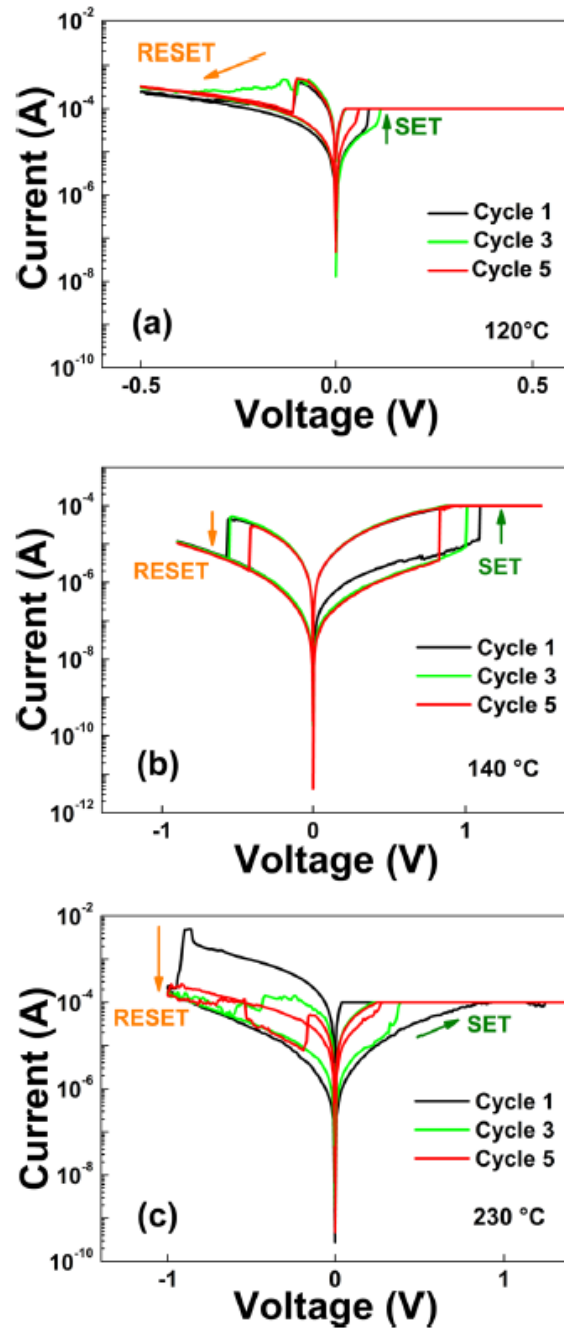 10⁻²
RESET
10⁻⁴
SET
10⁻⁶
Current (A)
Cycle 1
Cycle 3
10⁻⁸
Cycle 5
(a)
120°C
10⁻¹⁰
-0.5
0.0
0.5
Voltage (V)
10⁻⁴
RESET
SET
10⁻⁶
Current (A)
10⁻⁸
Cycle 1
Cycle 3
10⁻¹⁰
Cycle 5
(b)
140 °C
10⁻¹²
-1
0
1
Voltage (V)
10⁻²
10⁻⁴
RESET
SET
Current (A)
10⁻⁶
Cycle 1
Cycle 3
10⁻⁸
Cycle 5
(c)
230 °C
10⁻¹⁰
-1
0
1
Voltage (V)